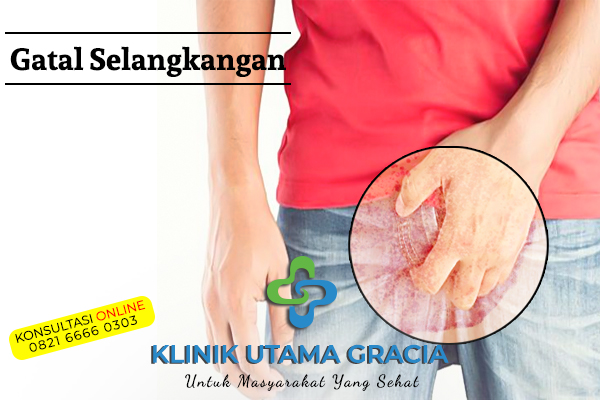 Gatal Selangkangan
KONSULTASI ONLINE
0821 6666 0303
KLINIK UTAMA GRACIA
Untuk Masyarakat Yang Sehat